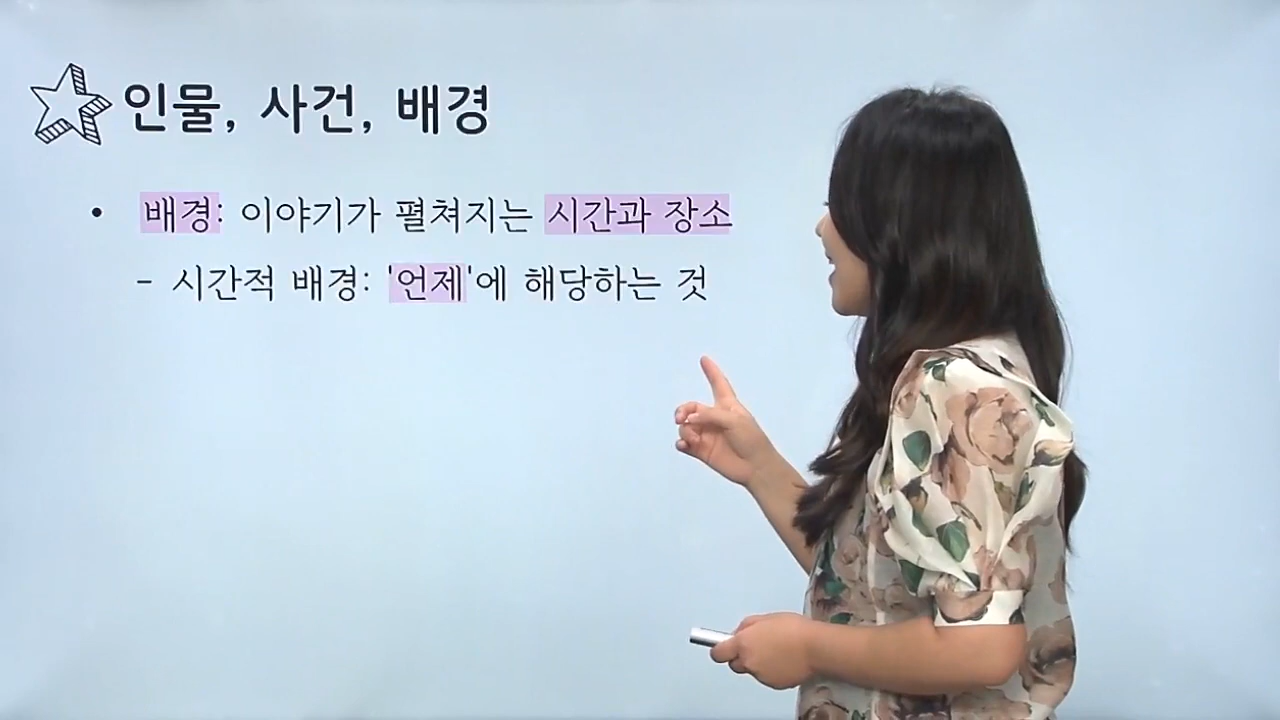 인물, 사건, 배경
• 배경: 이야기가 펼쳐지는 시간과 장소
- 시간적 배경: '언제'에 해당하는 것